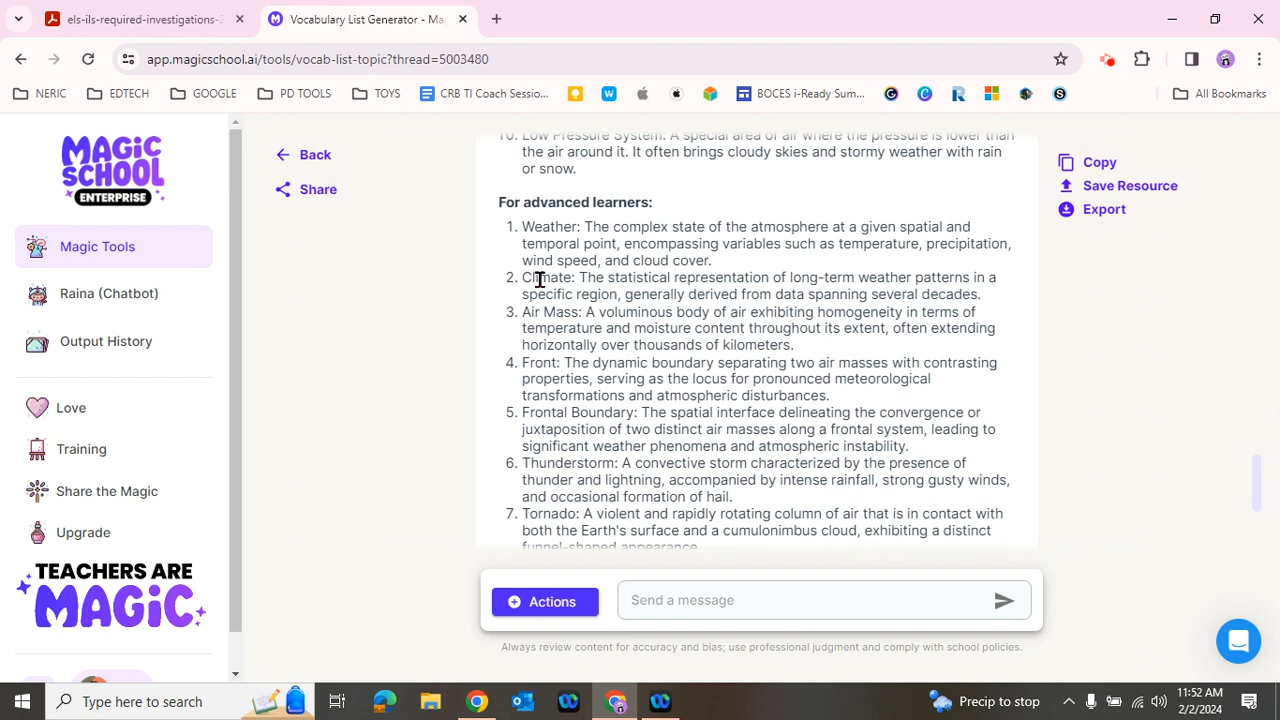 els-ils-required-investigations-
Vocabulary List Generator - Ma
app.magicschool.ai/tools/vocab-list-topic?thread=5003480
NERIC
EDTECH
GOOGLE
PD TOOLS
TOYS
CRB TI Coach Session...
BOCES i-Ready Sum...
All Bookmarks
MAGIC
SCHOOL
ENTERPRISE
Magic Tools
Raina (Chatbot)
Output History
Love
Training
Share the Magic
Upgrade
TEACHERS ARE
MAGIC
Back
Share
10. Low Pressure System: A special area of air where the pressure is lower than
the air around it. It often brings cloudy skies and stormy weather with rain
or snow.
For advanced learners:
1. Weather: The complex state of the atmosphere at a given spatial and
temporal point, encompassing variables such as temperature, precipitation,
wind speed, and cloud cover.
2. Climate: The statistical representation of long-term weather patterns in a
specific region, generally derived from data spanning several decades.
3. Air Mass: A voluminous body of air exhibiting homogeneity in terms of
temperature and moisture content throughout its extent, often extending
horizontally over thousands of kilometers.
4. Front: The dynamic boundary separating two air masses with contrasting
properties, serving as the locus for pronounced meteorological
transformations and atmospheric disturbances.
5. Frontal Boundary: The spatial interface delineating the convergence or
juxtaposition of two distinct air masses along a frontal system, leading to
significant weather phenomena and atmospheric instability.
6. Thunderstorm: A convective storm characterized by the presence of
thunder and lightning, accompanied by intense rainfall, strong gusty winds,
and occasional formation of hail.
7. Tornado: A violent and rapidly rotating column of air that is in contact with
both the Earth's surface and a cumulonimbus cloud, exhibiting a distinct
funnel-shaped appearance.
Copy
Save Resource
Export
Actions
Send a message
Always review content for accuracy and bias; use professional judgment and comply with school policies.
Type here to search
Precip to stop
11:52 AM
2/2/2024